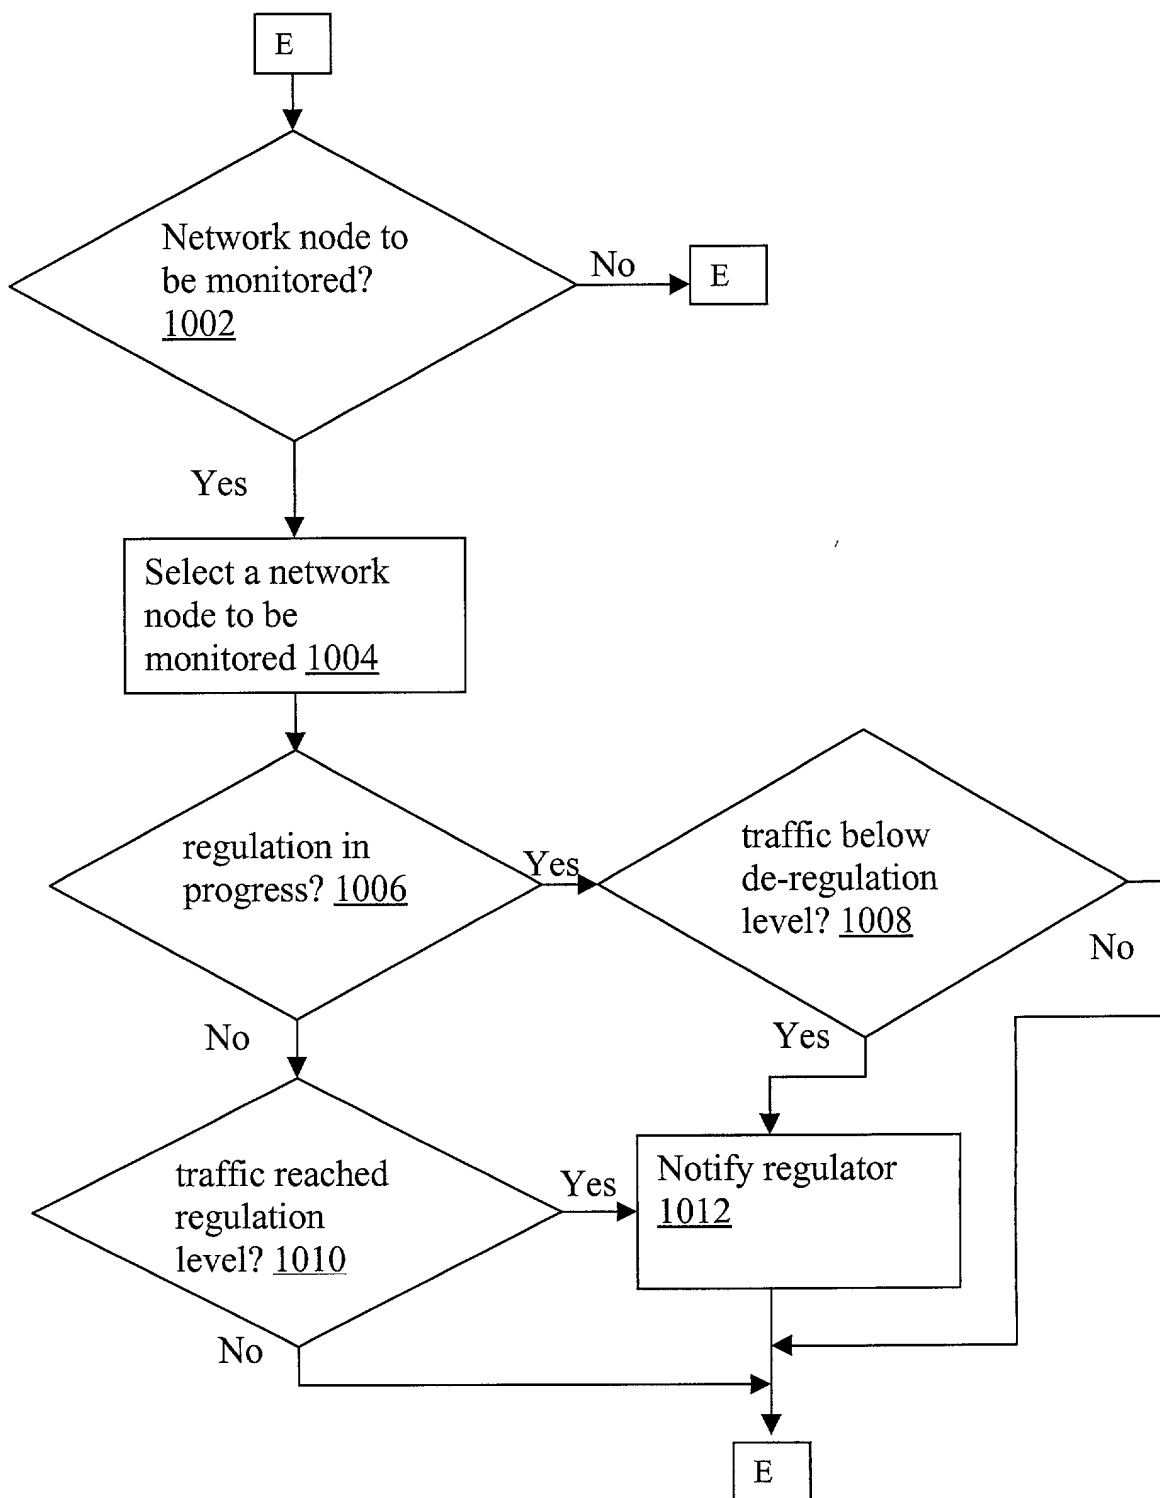 E
Network node to
be monitored?
1002
No
E
Yes
Select a network
node to be
monitored 1004
regulation in
progress? 1006
Yes
traffic below
de-regulation
level? 1008
No
No
Yes
traffic reached
regulation
level? 1010
Yes
Notify regulator
1012
No
E